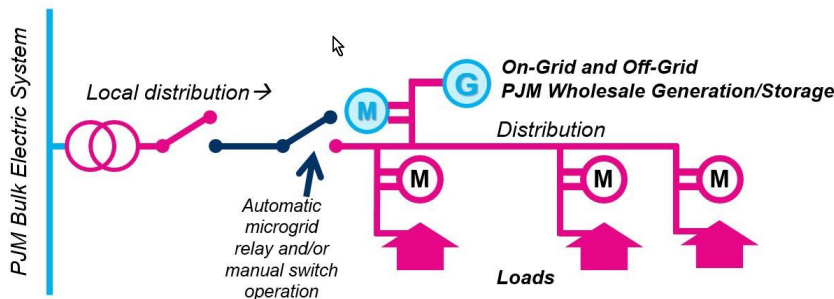 PJM Bulk Electric System
Local distribution→
M
G
On-Grid and Off-Grid
PJM Wholesale Generation/Storage
Distribution
M
M
M
Automatic
microgrid
relay and/or
manual switch
operation
Loads